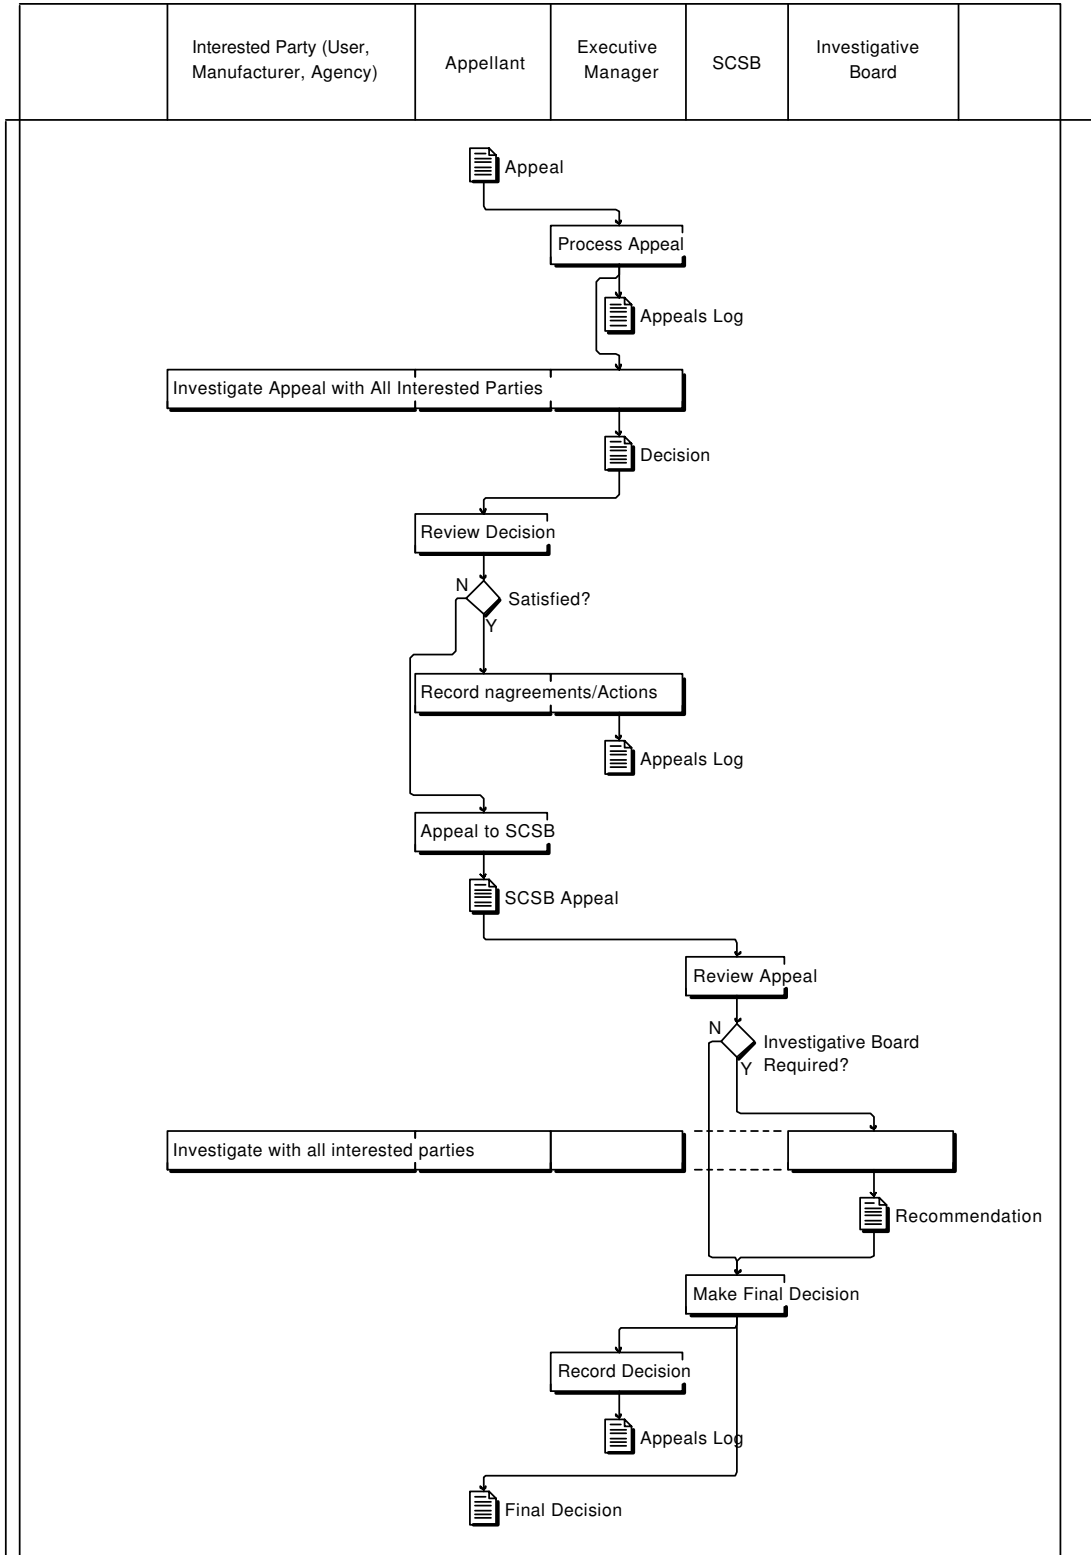 Interested Party (User,
Manufacturer, Agency)
Appellant
Executive
Manager
SCSB
Investigative
Board
Appeal
Process Appeal
Appeals Log
Investigate Appeal with All Interested Parties
Decision
Review Decision
N
Satisfied?
Y
Record nagreements/Actions
Appeals Log
Appeal to SCSB
SCSB Appeal
Review Appeal
N
Investigative Board
Y Required?
Investigate with all interested parties
Recommendation
Make Final Decision
Record Decision
Appeals Log
Final Decision